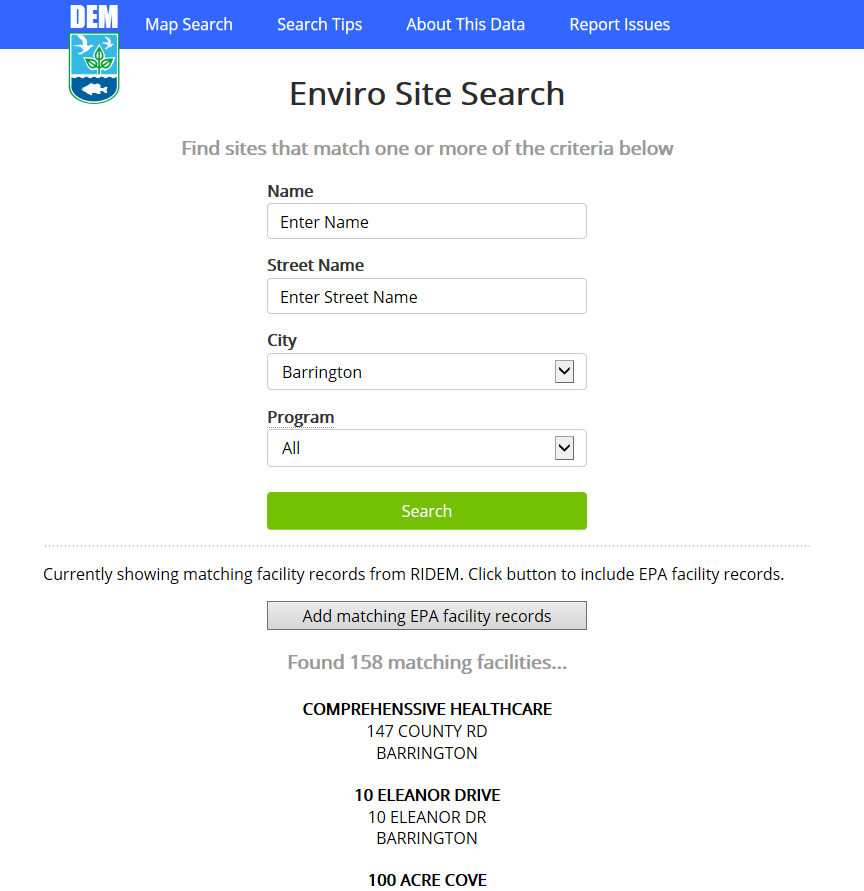 DEM
Map Search Search Tips About This Data Report Issues
Enviro Site Search
Find sites that match one or more of the criteria below
Name
Enter Name
Street Name
Enter Street Name
City
Barrington
Program
All
Search
Currently showing matching facility records from RIDEM. Click button to include EPA facility records.
Add matching EPA facility records
Found 158 matching facilities...
COMPREHENSSIVE HEALTHCARE
147 COUNTY RD
BARRINGTON
10 ELEANOR DRIVE
10 ELEANOR DR
BARRINGTON
100 ACRE COVE